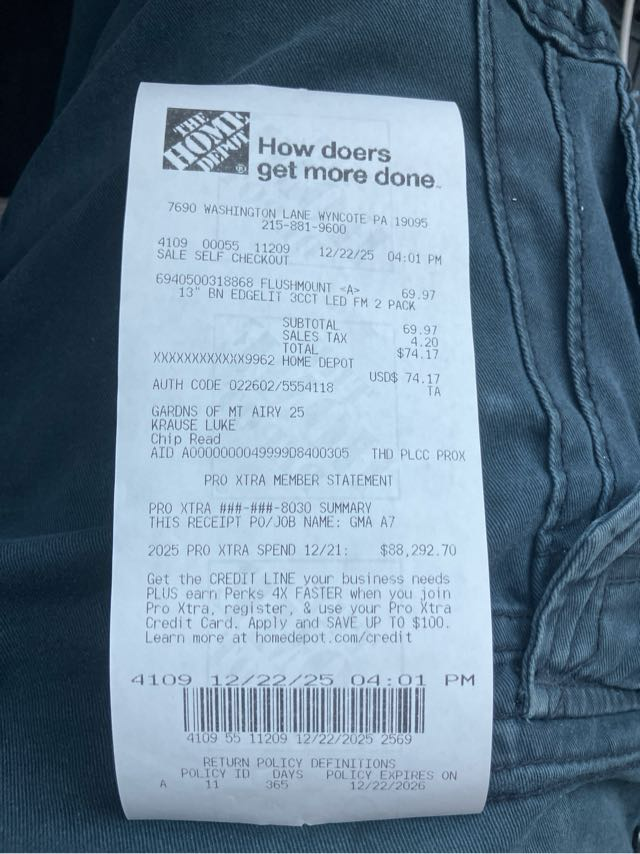 THE
HOME
DEPOT
®
How doers
get more done™
7690 WASHINGTON LANE WYNCOTE PA 19095
215-881-9600
4109 00055 11209 12/22/25 04:01 PM
SALE SELF CHECKOUT
6940500318868 FLUSHMOUNT <A> 69.97
13" BN EDGELIT 3CCT LED FM 2 PACK
SUBTOTAL 69.97
SALES TAX 4.20
TOTAL $74.17
XXXXXXXXXXXX9962 HOME DEPOT
USD$ 74.17
AUTH CODE 022602/5554118 TA
GARDNS OF MT AIRY 25
KRAUSE LUKE
Chip Read
AID A0000000049999D8400305 THD PLCC PROX
PRO XTRA MEMBER STATEMENT
PRO XTRA ###-###-8030 SUMMARY
THIS RECEIPT PO/JOB NAME: GMA A7
2025 PRO XTRA SPEND 12/21: $88,292.70
Get the CREDIT LINE your business needs
PLUS earn Perks 4X FASTER when you join
Pro Xtra, register, & use your Pro Xtra
Credit Card. Apply and SAVE UP TO $100.
Learn more at homedepot.com/credit
4109 12/22/25 04:01 PM
4109 55 11209 12/22/2025 2569
RETURN POLICY DEFINITIONS
POLICY ID DAYS POLICY EXPIRES ON
A 11 365 12/22/2026